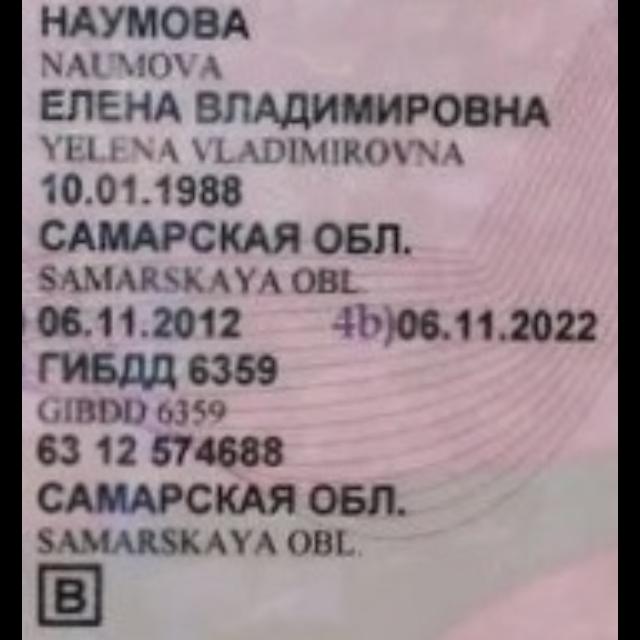 НАУМОВА
NAUMOVA
ЕЛЕНА ВЛАДИМИРОВНА
YELENA VLADIMIROVNA
10.01.1988
САМАРСКАЯ ОБЛ.
SAMARSKAYA OBL
06.11.2012 4b)06.11.2022
ГИБДД 6359
GIBDD 6359
63 12 574688
САМАРСКАЯ ОБЛ.
SAMARSKAYA OBL.
B